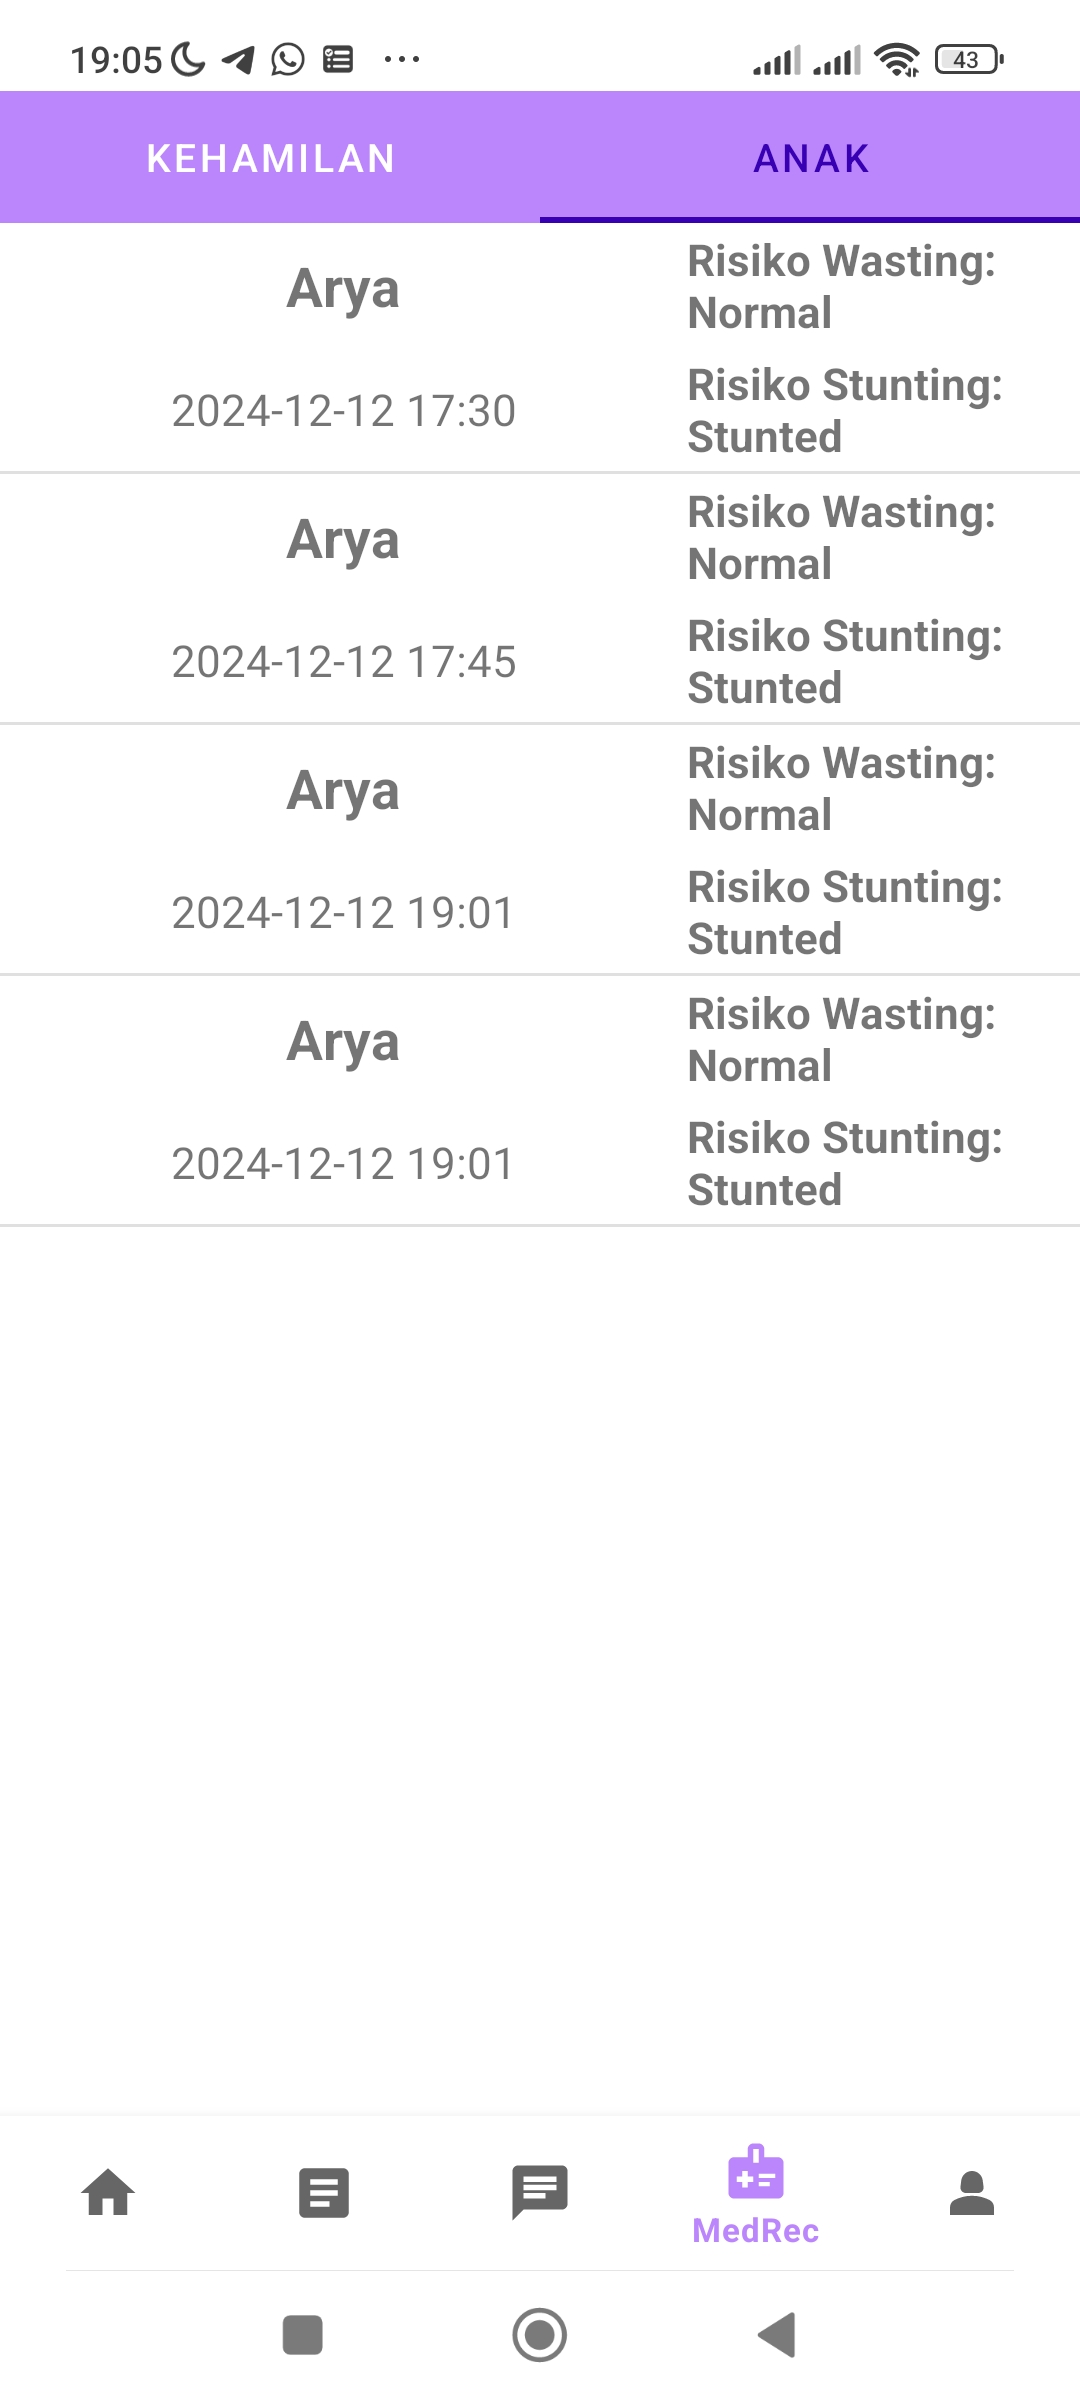 19:05
43
KEHAMILAN
ANAK
Arya
Risiko Wasting:
Normal
2024-12-12 17:30
Risiko Stunting:
Stunted
Arya
Risiko Wasting:
Normal
2024-12-12 17:45
Risiko Stunting:
Stunted
Arya
Risiko Wasting:
Normal
2024-12-12 19:01
Risiko Stunting:
Stunted
Arya
Risiko Wasting:
Normal
2024-12-12 19:01
Risiko Stunting:
Stunted
MedRec